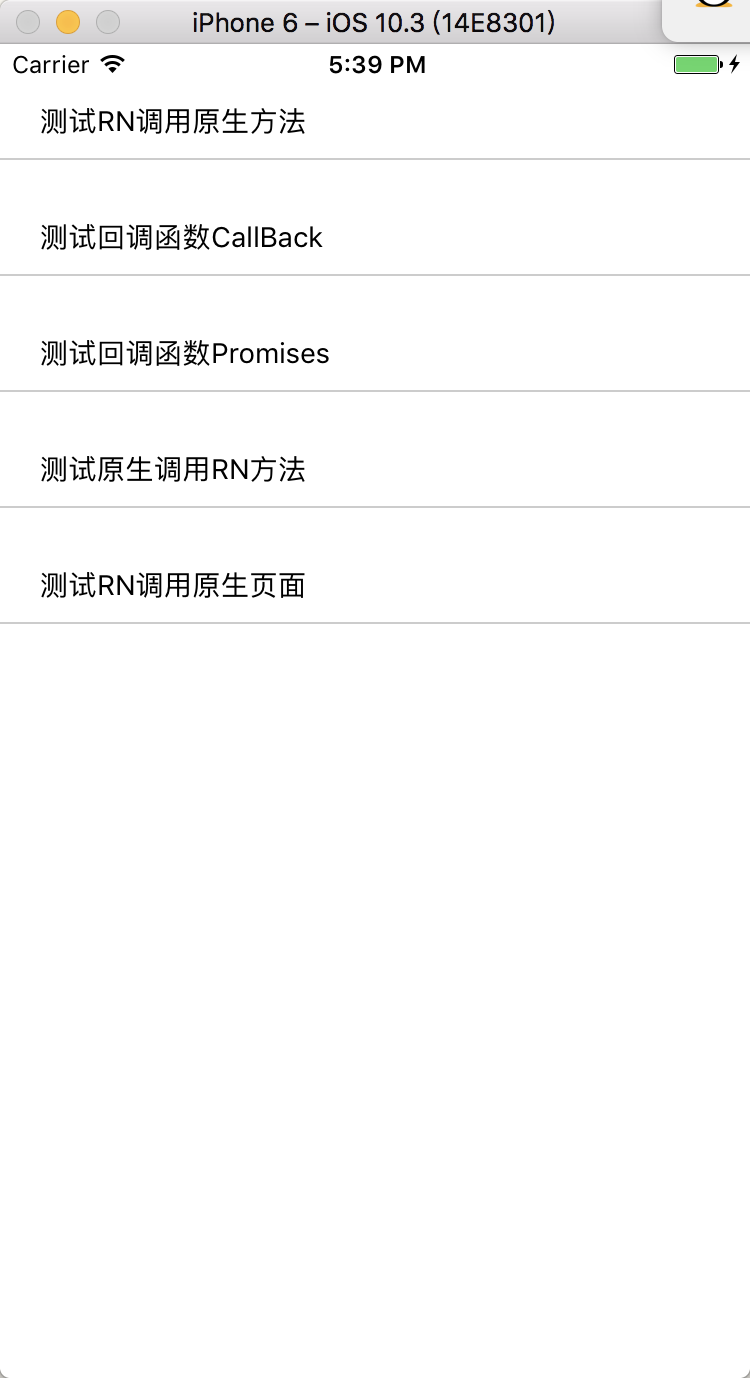 iPhone 6 – iOS 10.3 (14E8301)
Carrier 5:39 PM
测试RN调用原生方法
测试回调函数CallBack
测试回调函数Promises
测试原生调用RN方法
测试RN调用原生页面